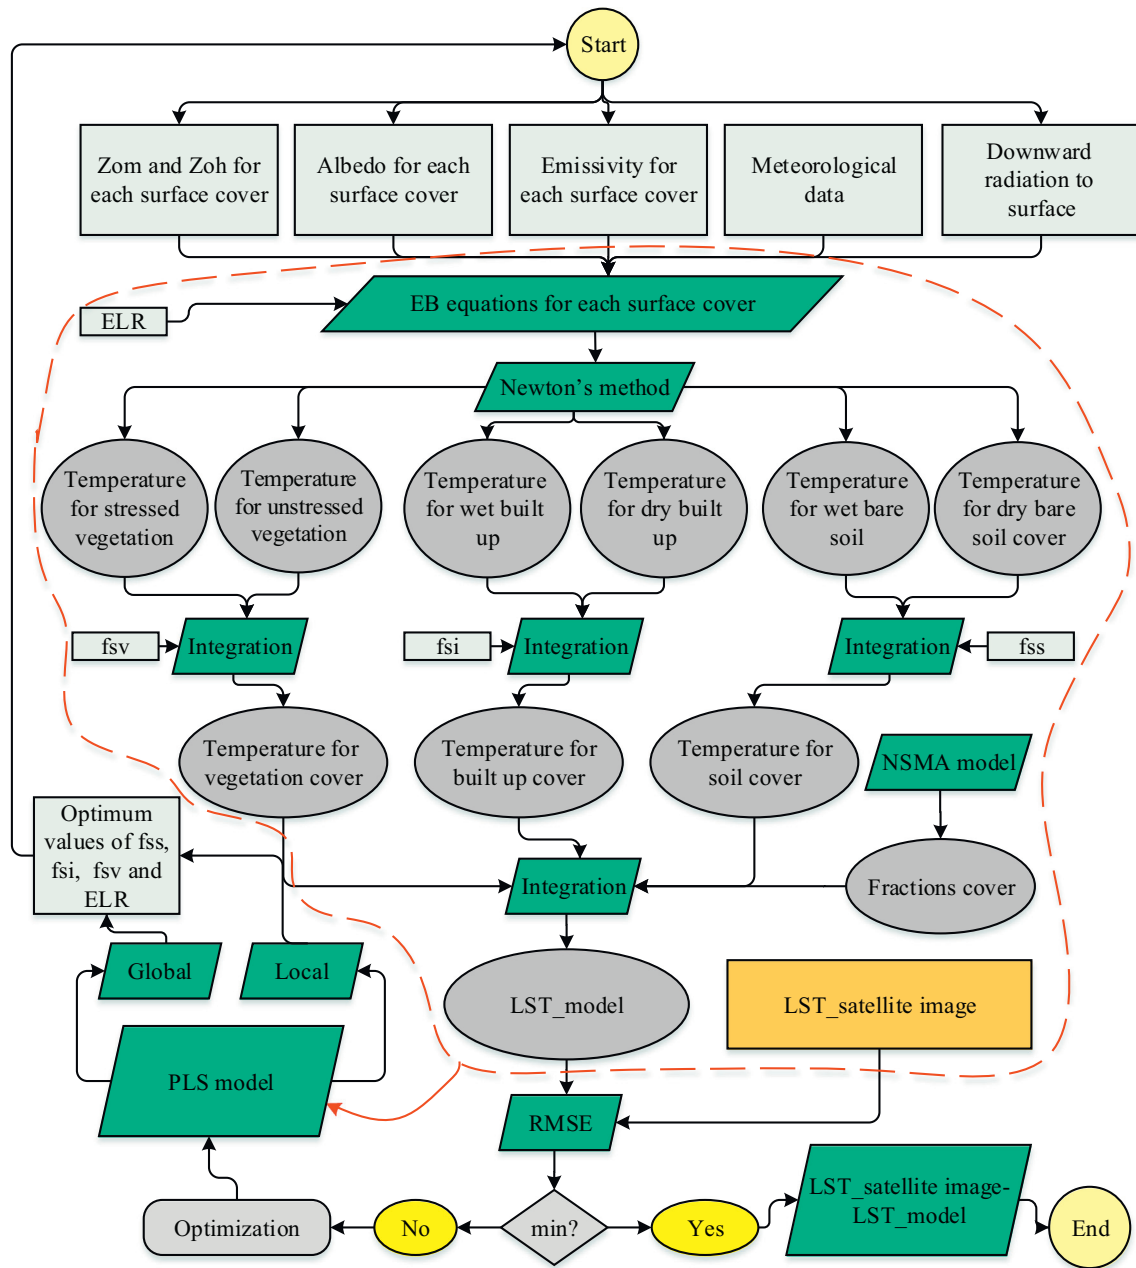 Start
Zom and Zoh for
each surface cover
Albedo for each
surface cover
Emissivity for
each surface cover
Meteorological
data
Downward
radiation to
surface
EB equations for each surface cover
ELR
Newton's method
Temperature
for stressed
vegetation
Temperature
for unstressed
vegetation
Temperature
for wet built
up
Temperature
for dry built
up
Temperature
for wet bare
soil
Temperature
for dry bare
soil cover
fsv
Integration
fsi
Integration
Integration
fss
Temperature for
vegetation cover
Temperature for
built up cover
Temperature for
soil cover
NSMA model
Optimum
values of fss,
fsi, fsv and
ELR
Integration
Fractions cover
Global
Local
LST_model
LST_satellite image
PLS model
RMSE
LST_satellite image-
LST_model
Optimization
No
min?
Yes
End